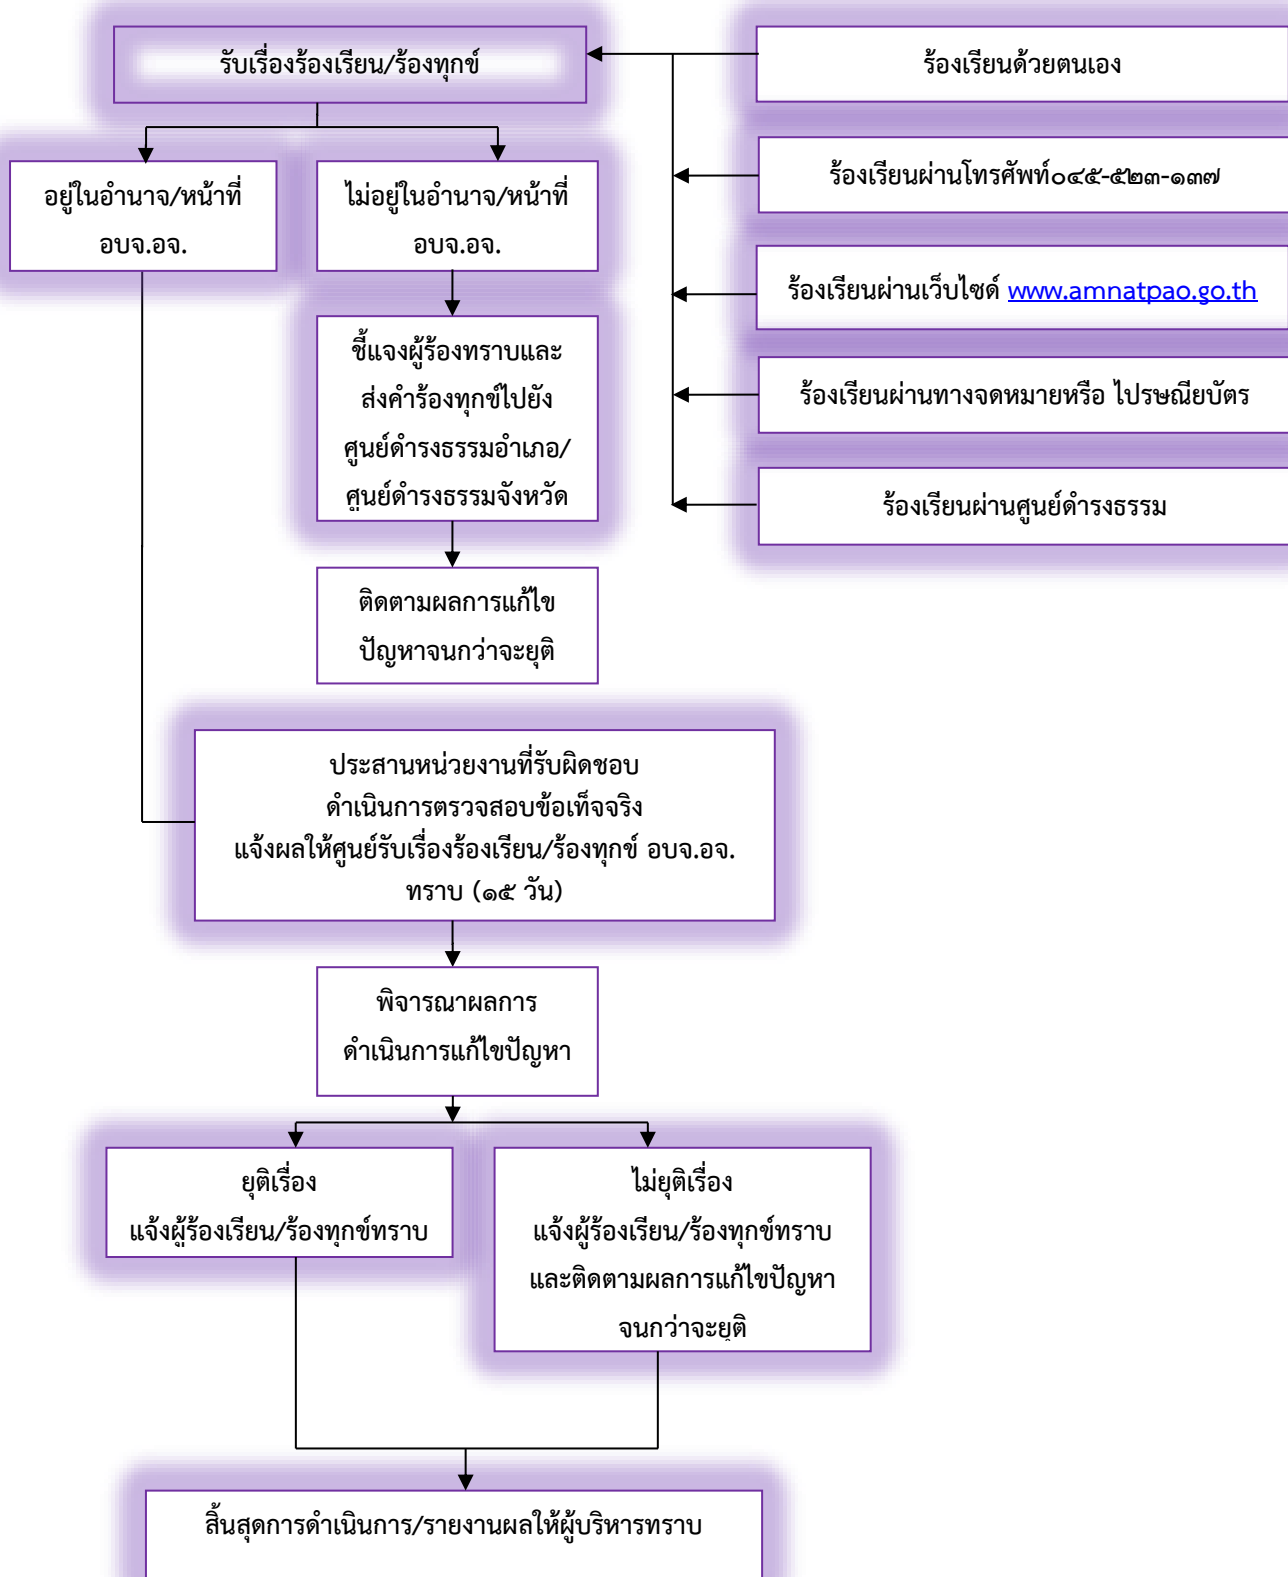 รับเรื่องร้องเรียน/ร้องทุกข์
ร้องเรียนด้วยตนเอง
ร้องเรียนผ่านโทรศัพท์๐๔๕-๕๒๓-๑๓๗
ร้องเรียนผ่านเว็บไซด์ www.amnatpao.go.th
ร้องเรียนผ่านทางจดหมายหรือ ไปรษณียบัตร
ร้องเรียนผ่านศูนย์ดำรงธรรม
อยู่ในอำนาจ/หน้าที่
อบจ.อจ.
ไม่อยู่ในอำนาจ/หน้าที่
อบจ.อจ.
ชี้แจงผู้ร้องทราบและ
ส่งคำร้องทุกข์ไปยัง
ศูนย์ดำรงธรรมอำเภอ/
ศูนย์ดำรงธรรมจังหวัด
ติดตามผลการแก้ไข
ปัญหาจนกว่าจะยุติ
ประสานหน่วยงานที่รับผิดชอบ
ดำเนินการตรวจสอบข้อเท็จจริง
แจ้งผลให้ศูนย์รับเรื่องร้องเรียน/ร้องทุกข์ อบจ.อจ.
ทราบ (๑๕ วัน)
พิจารณาผลการ
ดำเนินการแก้ไขปัญหา
ยุติเรื่อง
แจ้งผู้ร้องเรียน/ร้องทุกข์ทราบ
ไม่ยุติเรื่อง
แจ้งผู้ร้องเรียน/ร้องทุกข์ทราบ
และติดตามผลการแก้ไขปัญหา
จนกว่าจะยุติ
สิ้นสุดการดำเนินการ/รายงานผลให้ผู้บริหารทราบ